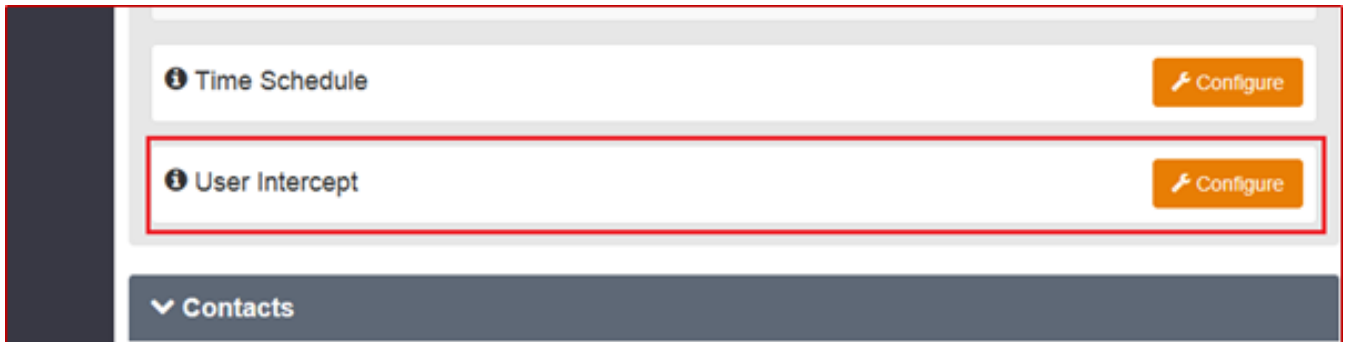 Time Schedule
Configure
User Intercept
Configure
Contacts